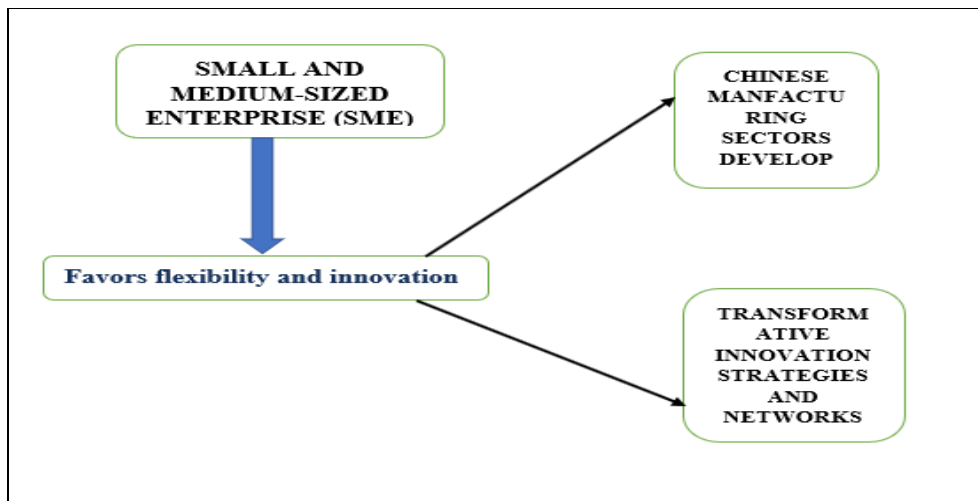 SMALL AND
MEDIUM-SIZED
ENTERPRISE (SME)
Favors flexibility and innovation
CHINESE
MANFACTU
RING
SECTORS
DEVELOP
TRANSFORM
ATIVE
INNOVATION
STRATEGIES
AND
NETWORKS